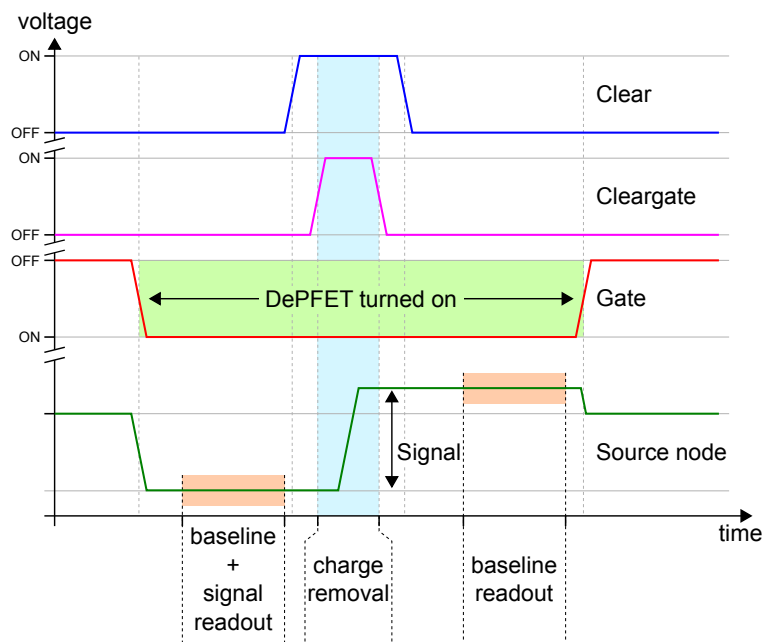 voltage
ON
Clear
OFF
ON
Cleargate
OFF
OFF
DePFET turned on
Gate
ON
Signal
Source node
time
baseline
+
signal
readout
charge
removal
baseline
readout